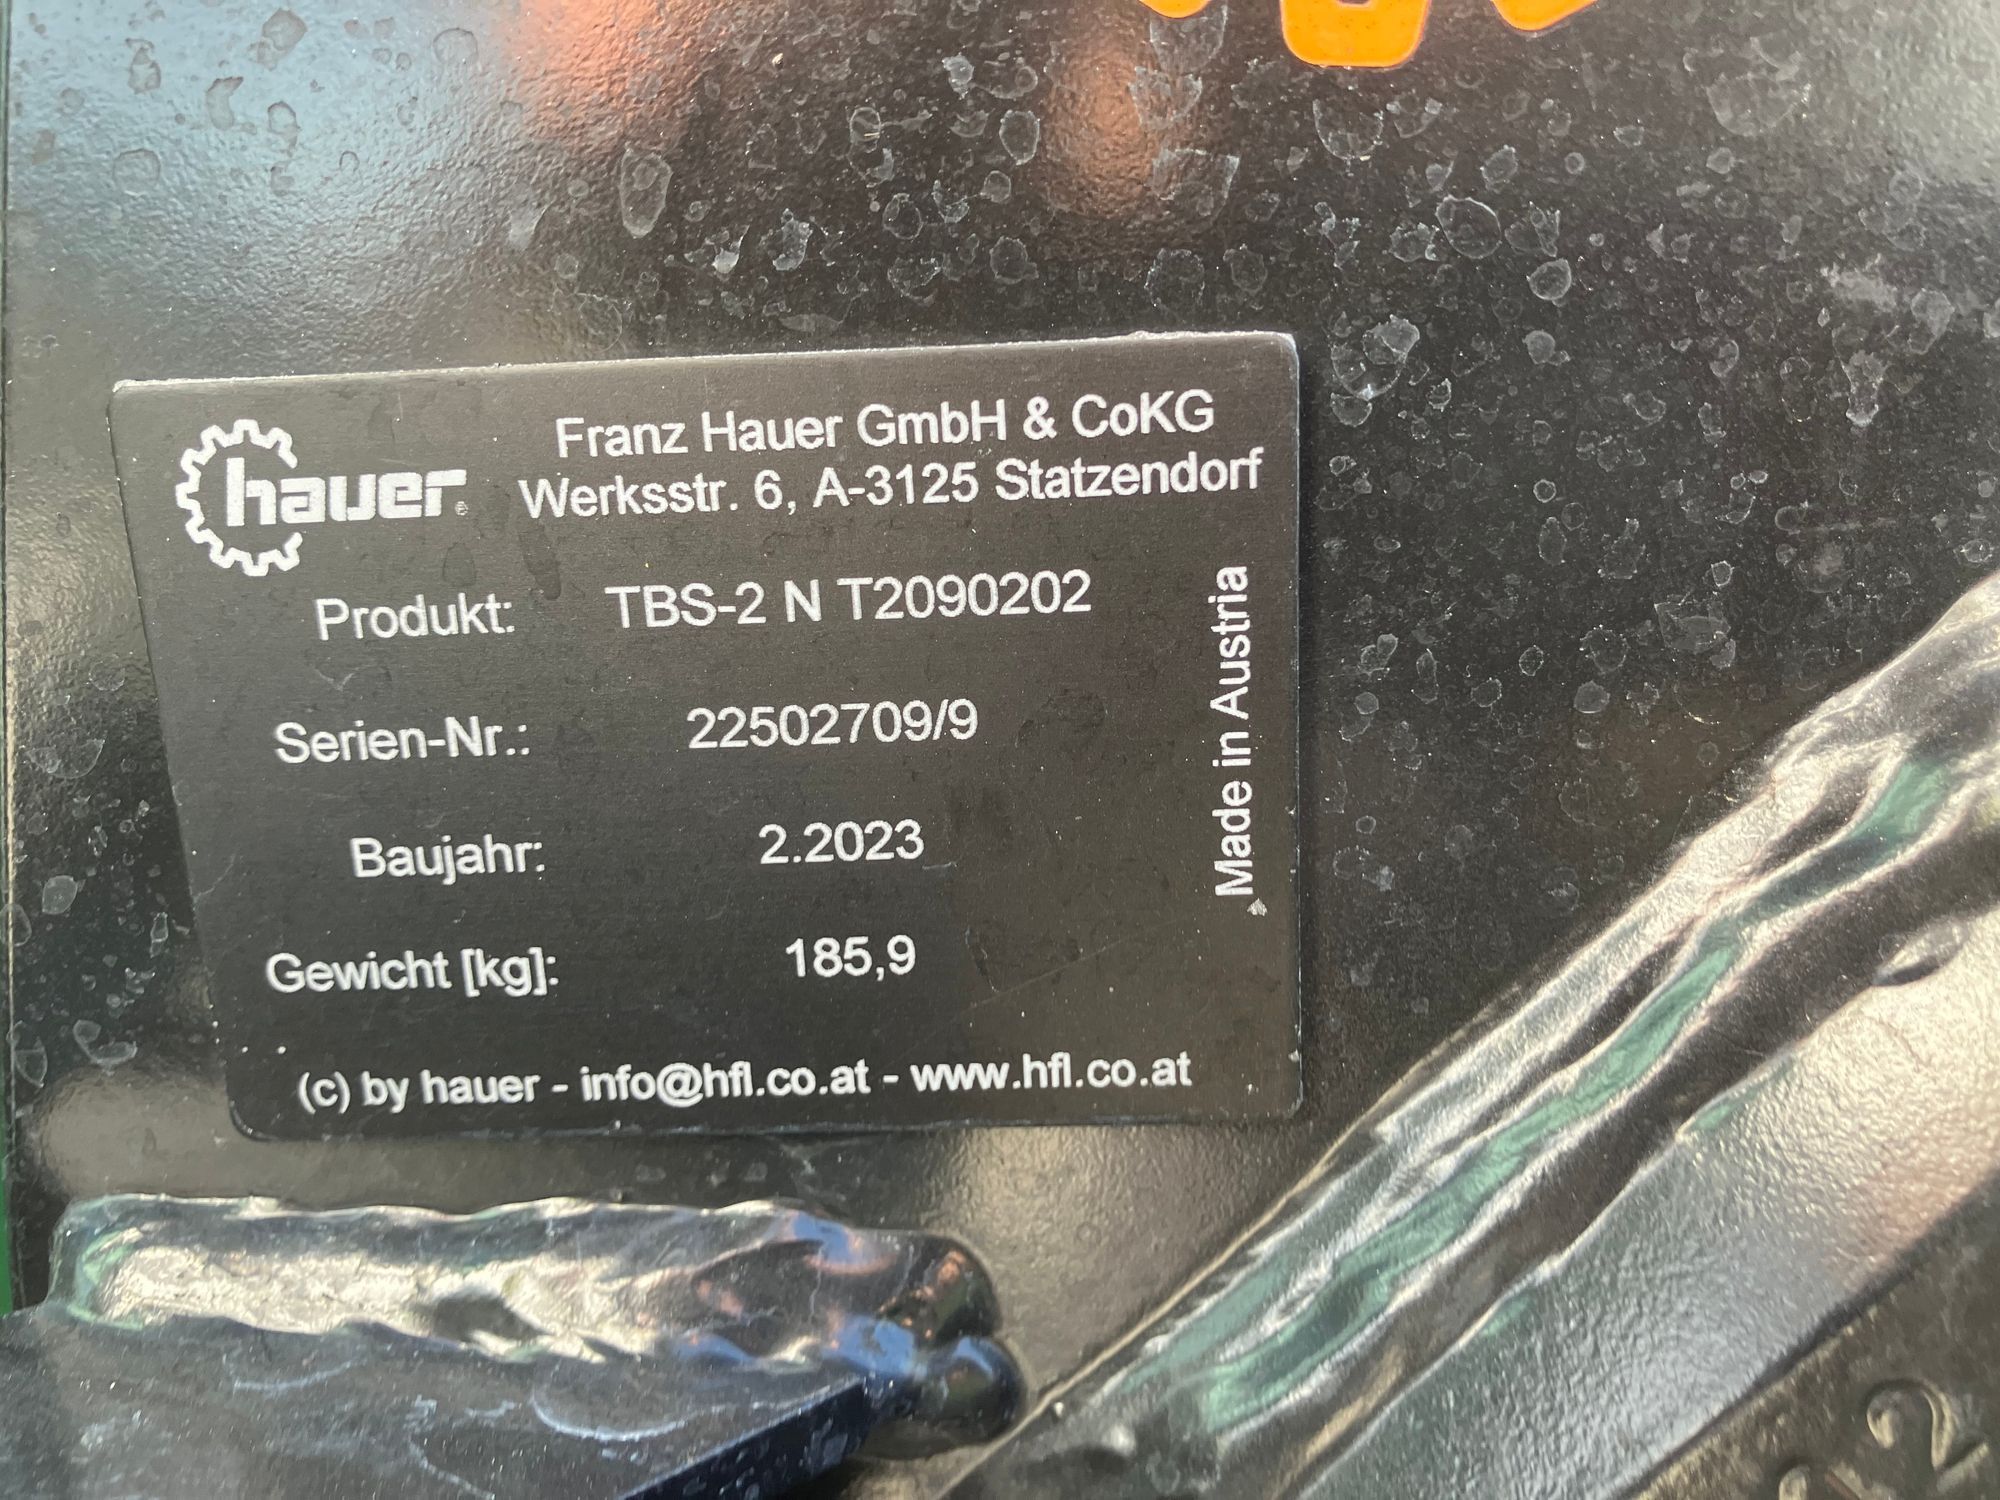 hauer®
Franz Hauer GmbH & CoKG
Werksstr. 6, A-3125 Statzendorf
Produkt: TBS-2 N T2090202
Serien-Nr.: 22502709/9
Baujahr: 2.2023
Gewicht [kg]: 185,9
Made in Austria
(c) by hauer - info@hfl.co.at - www.hfl.co.at